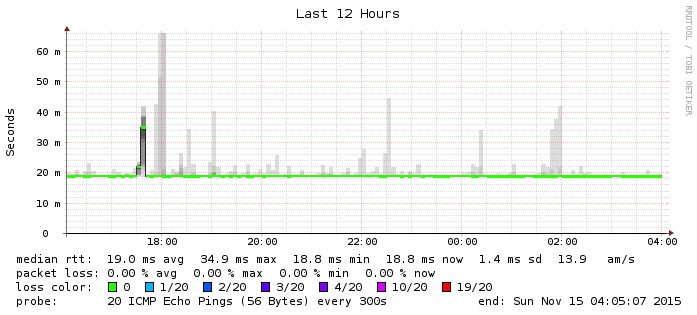 Last 12 Hours
RRDTOOL / TOBI OETIKER
Seconds
60 m
50 m
40 m
30 m
20 m
10 m
0
18:00 20:00 22:00 00:00 02:00 04:00
median rtt: 19.0 ms avg 34.9 ms max 18.8 ms min 18.8 ms now 1.4 ms sd 13.9 am/s
packet loss: 0.00 % avg 0.00 % max 0.00 % min 0.00 % now
loss color: 0 1/20 2/20 3/20 4/20 10/20 19/20
probe: 20 ICMP Echo Pings (56 Bytes) every 300s end: Sun Nov 15 04:05:07 2015